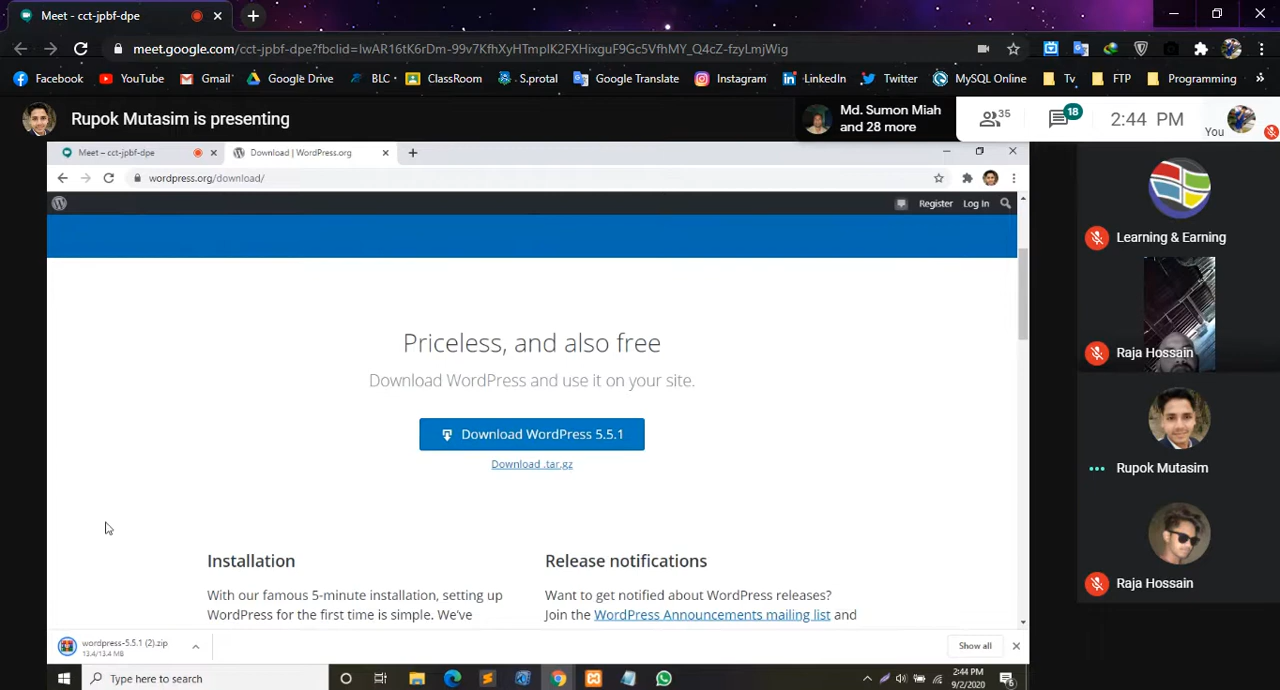 Meet - cct-jpbf-dpe
meet.google.com/cct-jpbf-dpe?fbclid=IwAR16tK6rDm-99v7KfhXyHTmplK2FXHixguF9Gc5VfhMY_Q4cZ-fzyLmjWig
Facebook YouTube Gmail Google Drive BLC ClassRoom S.protal Google Translate Instagram LinkedIn Twitter MySQL Online Tv FTP Programming »
Rupok Mutasim is presenting
Md. Sumon Miah
and 28 more
35
18
2:44 PM
You
Meet – cct-jpbf-dpe
Download | WordPress.org
wordpress.org/download/
Register Log In
Priceless, and also free
Download WordPress and use it on your site.
Download WordPress 5.5.1
Download .tar.gz
Installation
With our famous 5-minute installation, setting up
WordPress for the first time is simple. We've
Release notifications
Want to get notified about WordPress releases?
Join the WordPress Announcements mailing list and
Learning & Earning
Raja Hossain
Rupok Mutasim
Raja Hossain
wordpress-5.5.1 (2).zip
13.4/13.4 MB
Show all
Type here to search
2:44 PM
9/2/2020
6